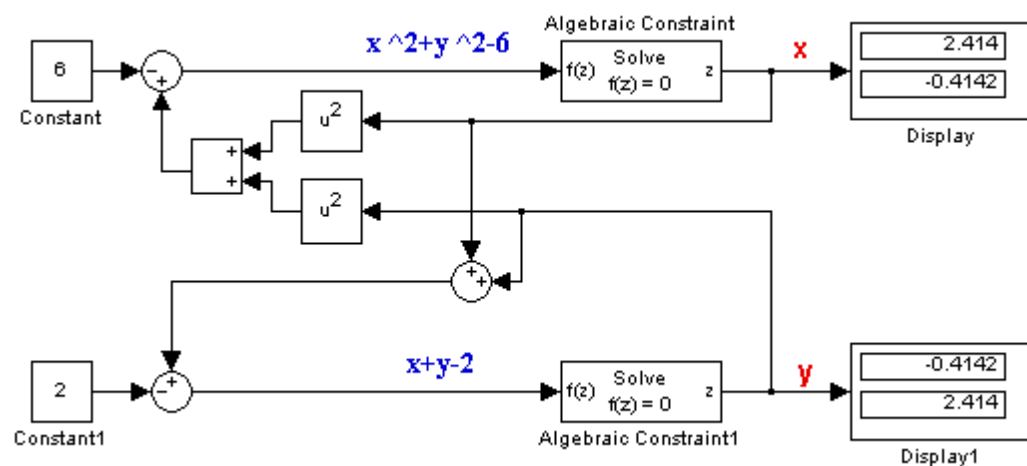 6
Constant
-
+
x ^2+y ^2-6
Algebraic Constraint
f(z)
Solve
f(z) = 0
z
x
2.414
-0.4142
Display
u²
+
+
u²
+
+
2
Constant1
-
+
x+y-2
f(z)
Solve
f(z) = 0
z
Algebraic Constraint1
y
-0.4142
2.414
Display1